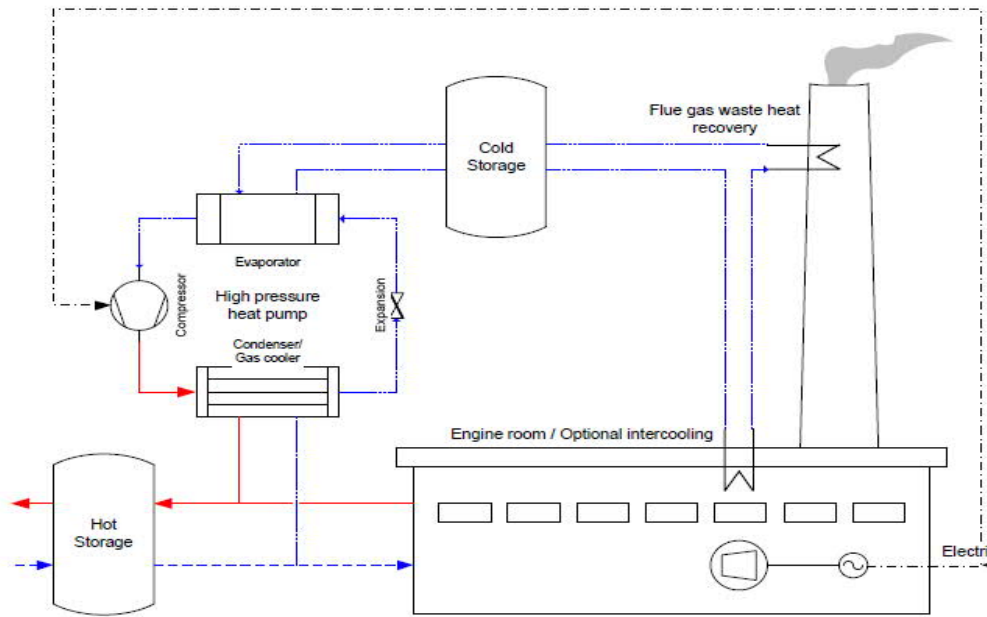 Flue gas waste heat
recovery
Cold
Storage
Evaporator
Compressor
High pressure
heat pump
Expansion
Condenser/
Gas cooler
Engine room / Optional intercooling
Hot
Storage
Electri